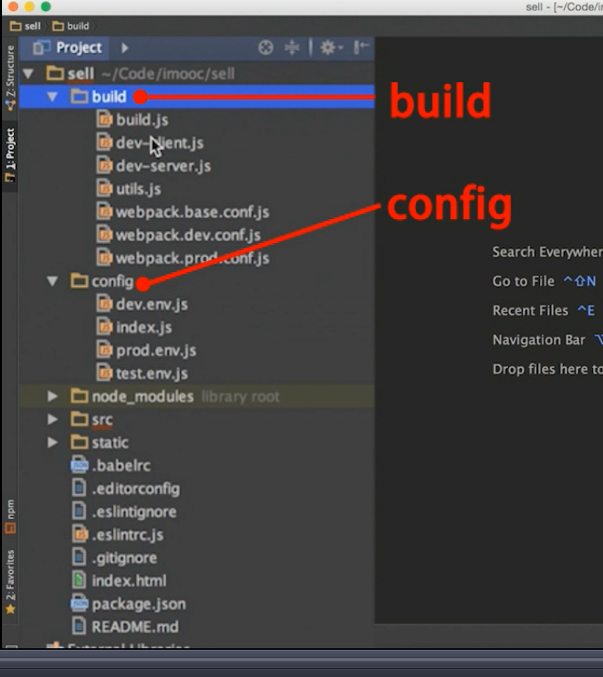 sell - [~/Code/im
sell build
Project
sell ~/Code/imooc/sell
build
build.js
dev-client.js
dev-server.js
utils.js
webpack.base.conf.js
webpack.dev.conf.js
webpack.prod.conf.js
config
dev.env.js
index.js
prod.env.js
test.env.js
node_modules library root
src
static
.babelrc
.editorconfig
.eslintignore
.eslintrc.js
.gitignore
index.html
package.json
README.md
External Libraries
build
config
Search Everywher
Go to File ^⇧N
Recent Files ^E
Navigation Bar
Drop files here to
Z: Structure
1: Project
npm
2: Favorites